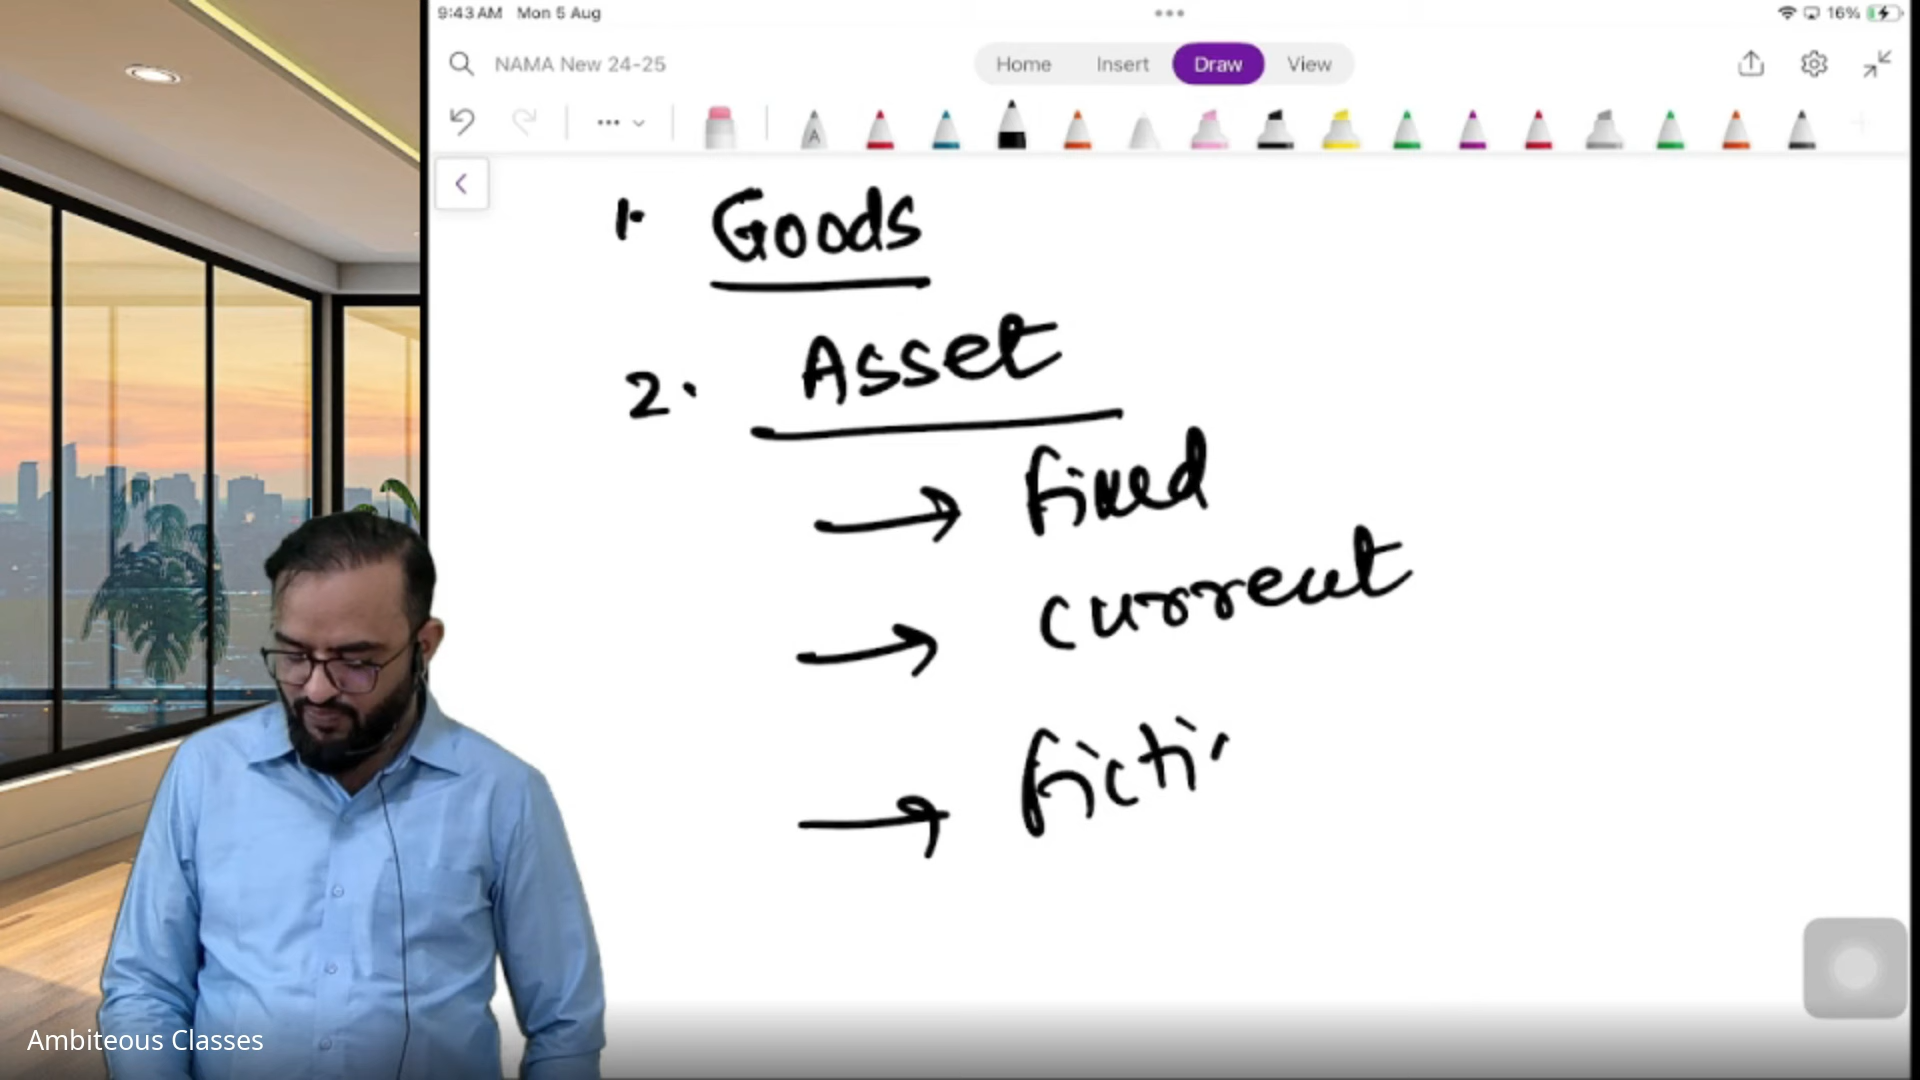 9:43 AM Mon 5 Aug
16%
NAMA New 24-25
Home Insert Draw View
A
1. Goods
2. Asset
→ Fixed
→ current
→ Ficti
Ambiteous Classes